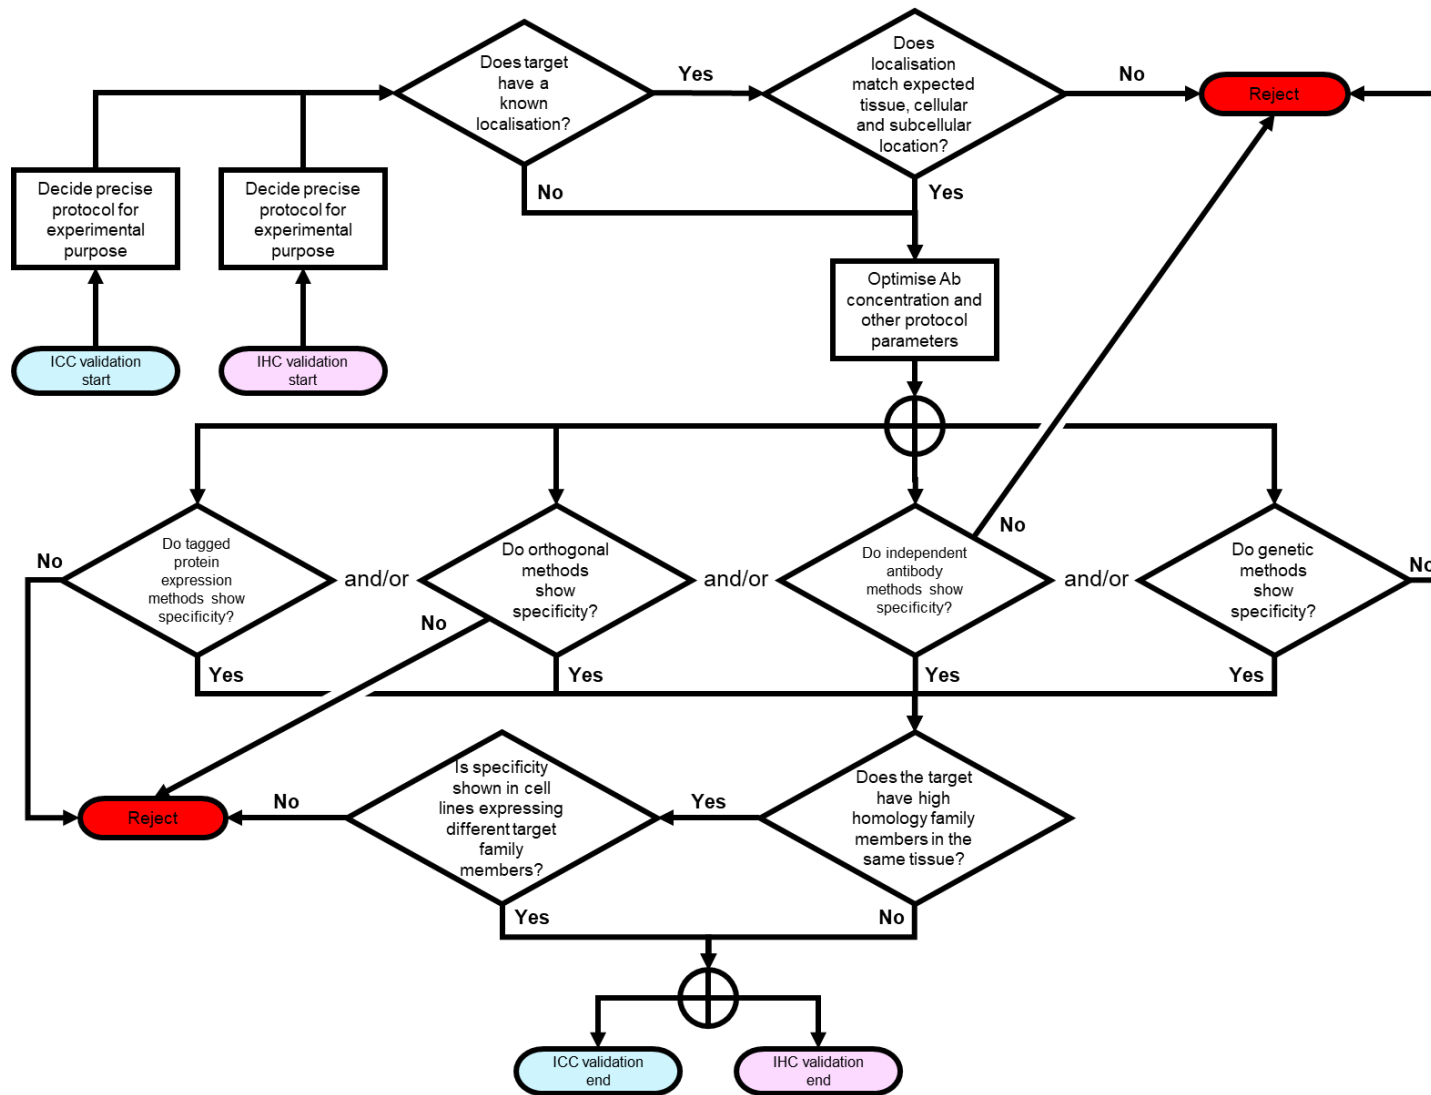 Does target
have a
known
localisation?
Yes
No
Does
localisation
match expected
tissue, cellular
and subcellular
location?
No
Yes
Reject
Decide precise
protocol for
experimental
purpose
Decide precise
protocol for
experimental
purpose
ICC validation
start
IHC validation
start
Optimise Ab
concentration and
other protocol
parameters
No
Do tagged
protein
expression
methods show
specificity?
Yes
and/or
Do orthogonal
methods
show
specificity?
No
Yes
and/or
Do independent
antibody
methods show
specificity?
No
Yes
and/or
Do genetic
methods
show
specificity?
No
Yes
Reject
No
Is specificity
shown in cell
lines expressing
different target
family
members?
Yes
Yes
Does the target
have high
homology family
members in the
same tissue?
No
ICC validation
end
IHC validation
end